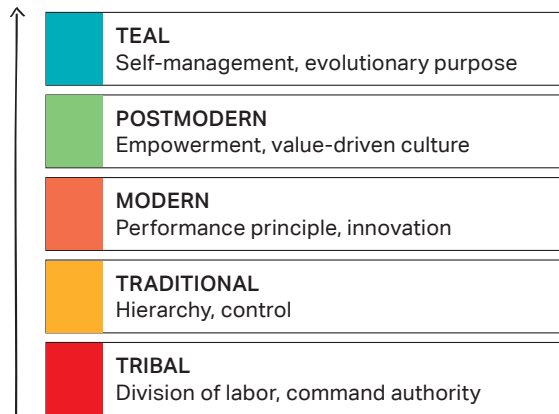 TEAL
Self-management, evolutionary purpose
POSTMODERN
Empowerment, value-driven culture
MODERN
Performance principle, innovation
TRADITIONAL
Hierarchy, control
TRIBAL
Division of labor, command authority